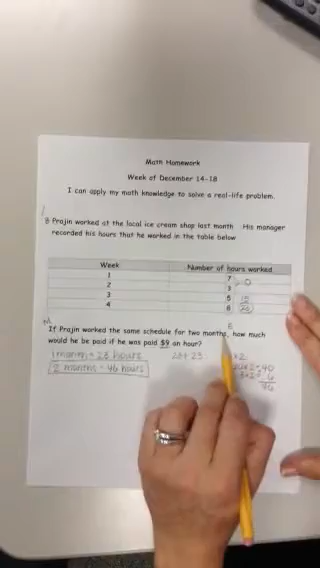 Math Homework
Week of December 14-18
I can apply my math knowledge to solve a real-life problem.
Prajin worked at the local ice cream shop last month His manager
recorded his hours that he worked in the table below
Week Number of hours worked
1 7
2 3
3 5
4 8
If Prajin worked the same schedule for two months, how much
would he be paid if he was paid $9 an hour?
1 month = 23 hours
2 months = 46 hours
23 + 23